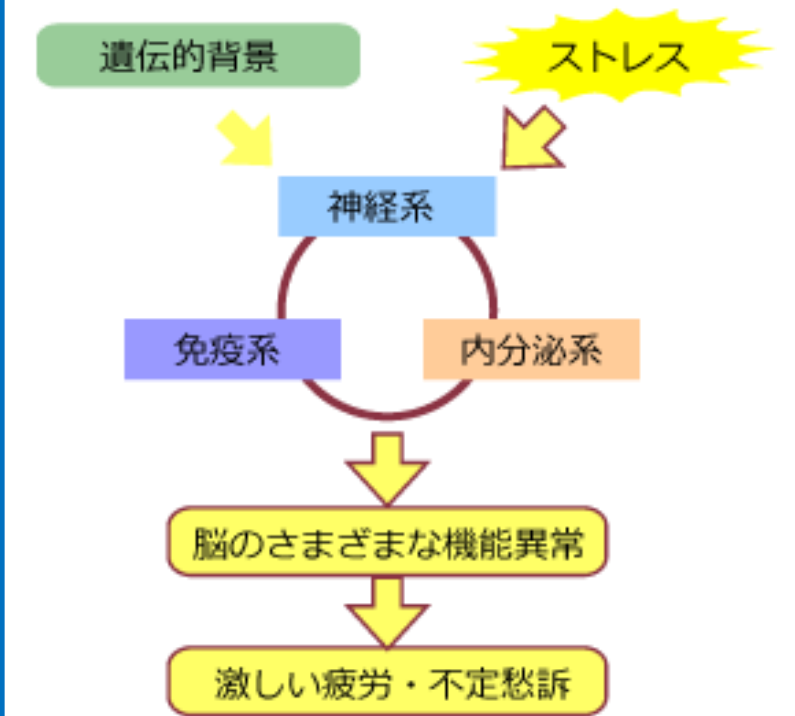 遺伝的背景
ストレス
神経系
免疫系
内分泌系
脳のさまざまな機能異常
激しい疲労・不定愁訴